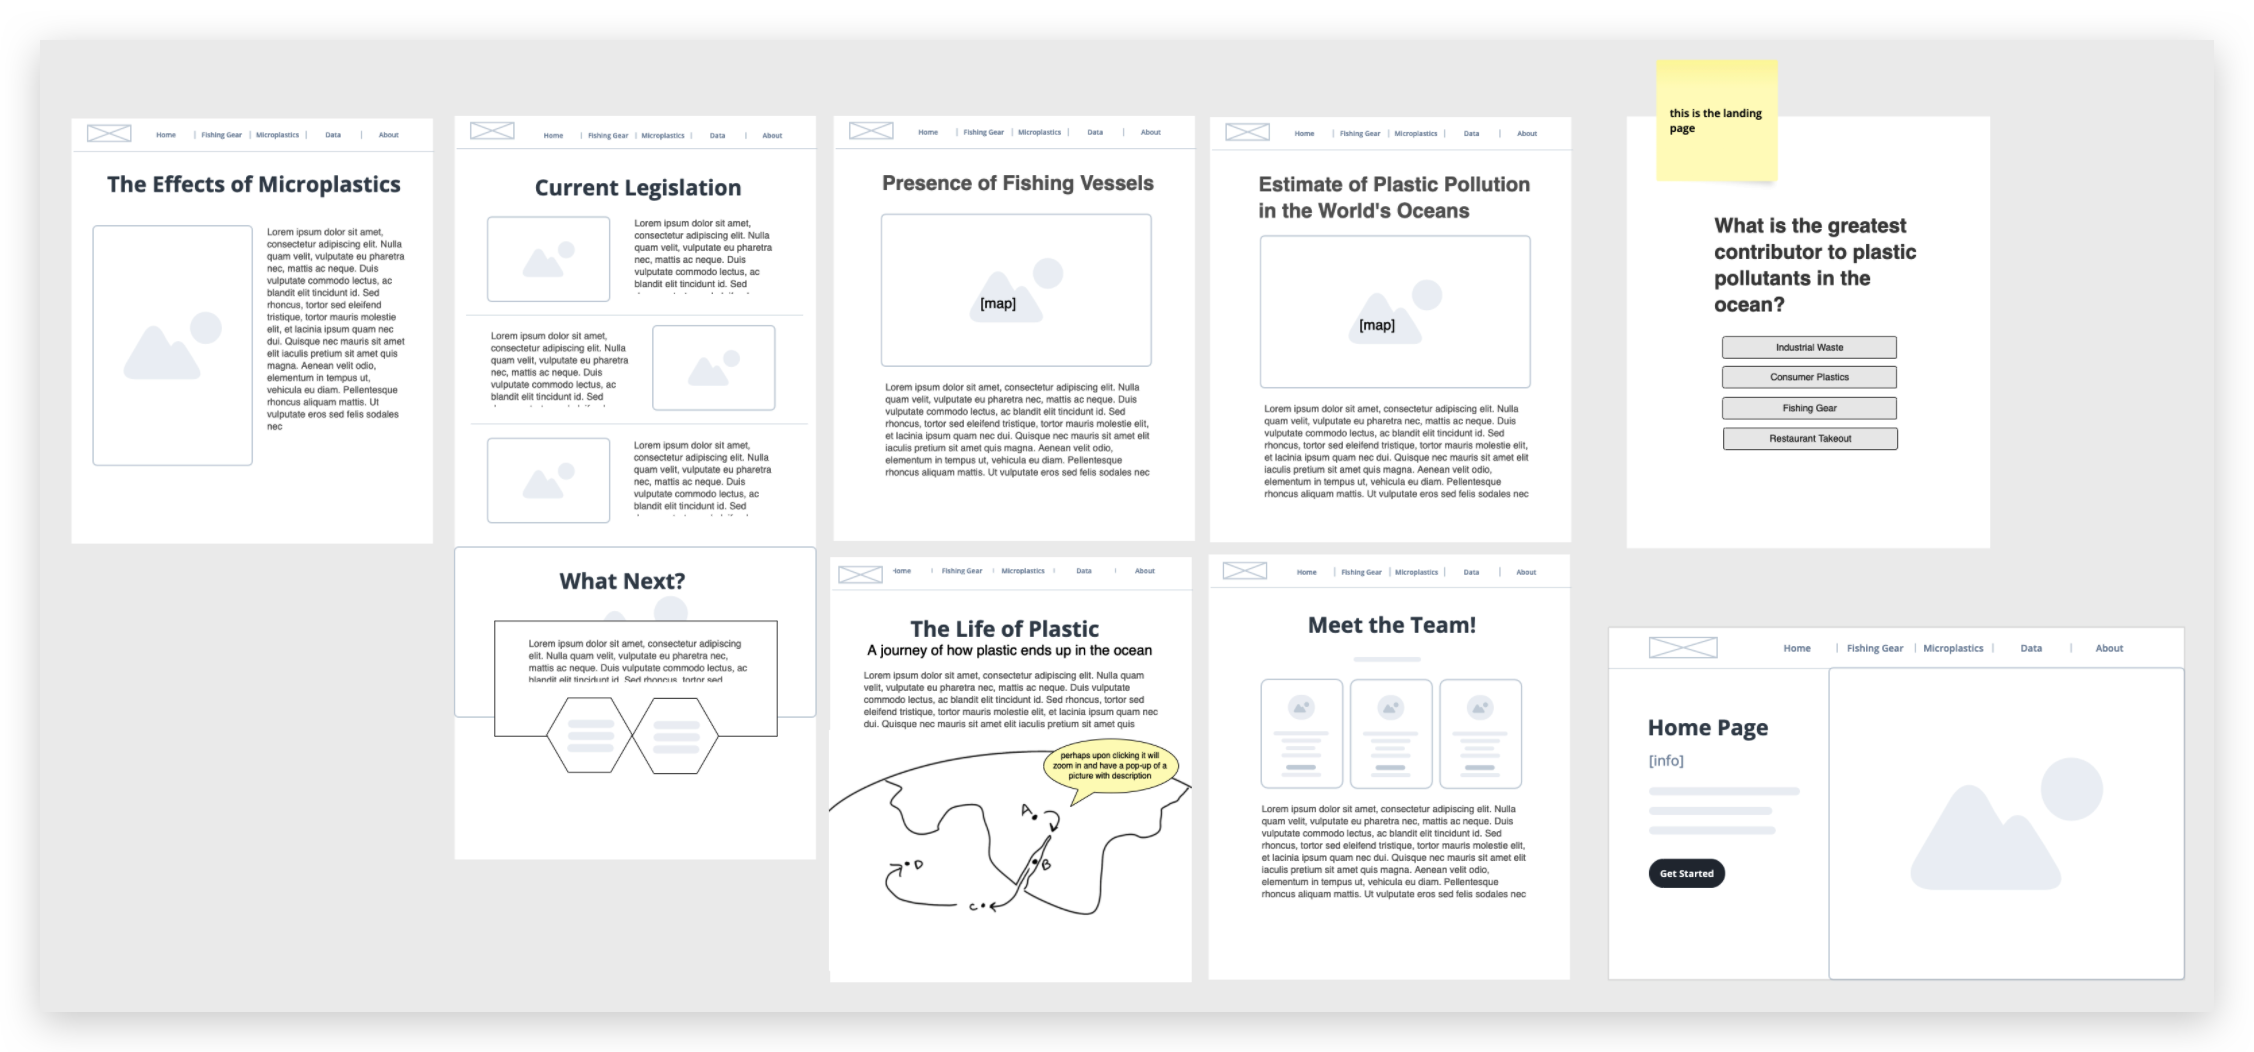 this is the landing
page
Home | Fishing Gear | Microplastics | Data | About
The Effects of Microplastics
Lorem ipsum dolor sit amet,
consectetur adipiscing elit. Nulla
quam velit, vulputate eu pharetra
nec, mattis ac neque. Duis
vulputate commodo lectus, ac
blandit elit tincidunt id. Sed
rhoncus, tortor sed eleifend
tristique, tortor mauris molestie
elit, et lacinia ipsum quam nec
dui. Quisque nec mauris sit amet
elit iaculis pretium sit amet quis
magna. Aenean velit odio,
elementum in tempus ut,
vehicula eu diam. Pellentesque
rhoncus aliquam mattis. Ut
vulputate eros sed felis sodales
nec
Home | Fishing Gear | Microplastics | Data | About
Current Legislation
Lorem ipsum dolor sit amet,
consectetur adipiscing elit. Nulla
quam velit, vulputate eu pharetra
nec, mattis ac neque. Duis
vulputate commodo lectus, ac
blandit elit tincidunt id. Sed
Lorem ipsum dolor sit amet,
consectetur adipiscing elit. Nulla
quam velit, vulputate eu pharetra
nec, mattis ac neque. Duis
vulputate commodo lectus, ac
blandit elit tincidunt id. Sed
Lorem ipsum dolor sit amet,
consectetur adipiscing elit. Nulla
quam velit, vulputate eu pharetra
nec, mattis ac neque. Duis
vulputate commodo lectus, ac
blandit elit tincidunt id. Sed
What Next?
Lorem ipsum dolor sit amet, consectetur adipiscing
elit. Nulla quam velit, vulputate eu pharetra nec,
mattis ac neque. Duis vulputate commodo lectus, ac
blandit elit tincidunt id. Sed rhoncus, tortor sed
Home | Fishing Gear | Microplastics | Data | About
Presence of Fishing Vessels
[map]
Lorem ipsum dolor sit amet, consectetur adipiscing elit. Nulla
quam velit, vulputate eu pharetra nec, mattis ac neque. Duis
vulputate commodo lectus, ac blandit elit tincidunt id. Sed
rhoncus, tortor sed eleifend tristique, tortor mauris molestie elit,
et lacinia ipsum quam nec dui. Quisque nec mauris sit amet elit
iaculis pretium sit amet quis magna. Aenean velit odio,
elementum in tempus ut, vehicula eu diam. Pellentesque
rhoncus aliquam mattis. Ut vulputate eros sed felis sodales nec
Home | Fishing Gear | Microplastics | Data | About
Estimate of Plastic Pollution
in the World's Oceans
[map]
Lorem ipsum dolor sit amet, consectetur adipiscing elit. Nulla
quam velit, vulputate eu pharetra nec, mattis ac neque. Duis
vulputate commodo lectus, ac blandit elit tincidunt id. Sed
rhoncus, tortor sed eleifend tristique, tortor mauris molestie elit,
et lacinia ipsum quam nec dui. Quisque nec mauris sit amet elit
iaculis pretium sit amet quis magna. Aenean velit odio,
elementum in tempus ut, vehicula eu diam. Pellentesque
rhoncus aliquam mattis. Ut vulputate eros sed felis sodales nec
What is the greatest
contributor to plastic
pollutants in the
ocean?
Industrial Waste
Consumer Plastics
Fishing Gear
Restaurant Takeout
Home | Fishing Gear | Microplastics | Data | About
The Life of Plastic
A journey of how plastic ends up in the ocean
Lorem ipsum dolor sit amet, consectetur adipiscing elit. Nulla quam
velit, vulputate eu pharetra nec, mattis ac neque. Duis vulputate
commodo lectus, ac blandit elit tincidunt id. Sed rhoncus, tortor sed
eleifend tristique, tortor mauris molestie elit, et lacinia ipsum quam nec
dui. Quisque nec mauris sit amet elit iaculis pretium sit amet quis
perhaps upon clicking it will
zoom in and have a pop-up of a
picture with description
A
B
C
D
Home | Fishing Gear | Microplastics | Data | About
Meet the Team!
Lorem ipsum dolor sit amet, consectetur adipiscing elit. Nulla
quam velit, vulputate eu pharetra nec, mattis ac neque. Duis
vulputate commodo lectus, ac blandit elit tincidunt id. Sed
rhoncus, tortor sed eleifend tristique, tortor mauris molestie elit,
et lacinia ipsum quam nec dui. Quisque nec mauris sit amet elit
iaculis pretium sit amet quis magna. Aenean velit odio,
elementum in tempus ut, vehicula eu diam. Pellentesque
rhoncus aliquam mattis. Ut vulputate eros sed felis sodales nec
Home | Fishing Gear | Microplastics | Data | About
Home Page
[info]
Get Started